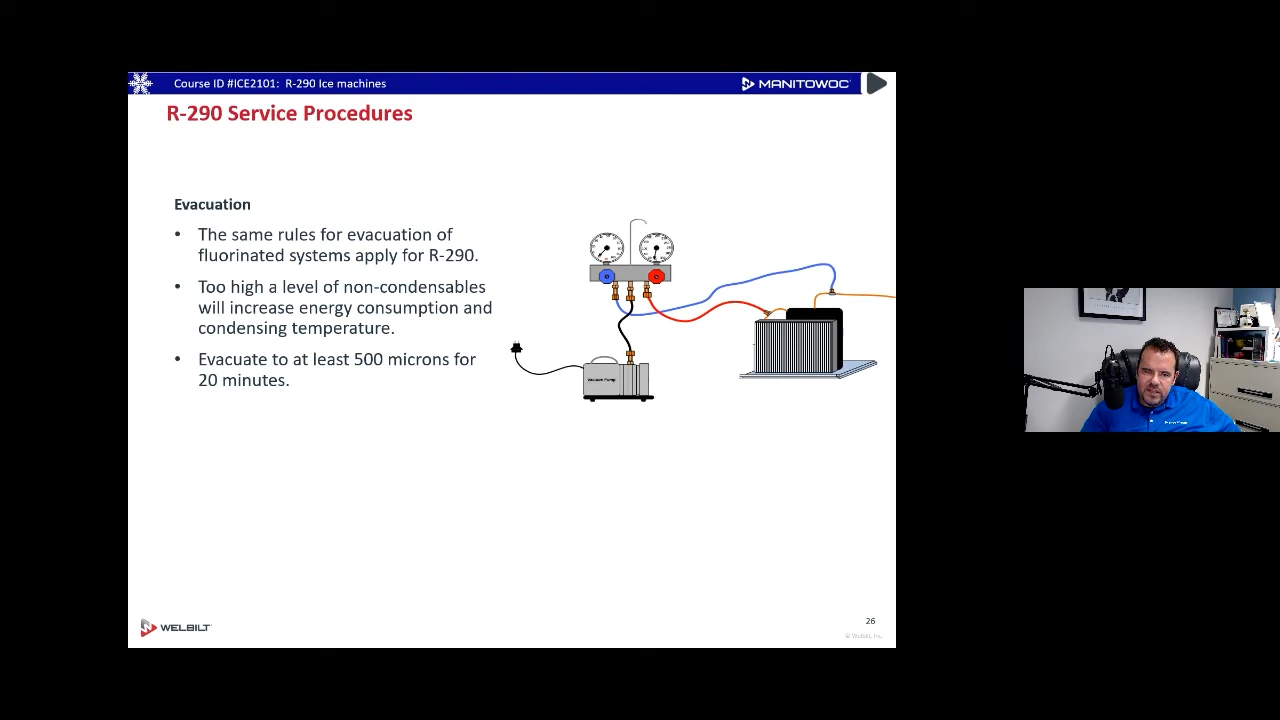 Course ID #ICE2101: R-290 Ice machines
MANITOWOC
R-290 Service Procedures
Evacuation
• The same rules for evacuation of
fluorinated systems apply for R-290.
• Too high a level of non-condensables
will increase energy consumption and
condensing temperature.
• Evacuate to at least 500 microns for
20 minutes.
Vacuum Pump
WELBILT
26
© Welbilt, Inc.